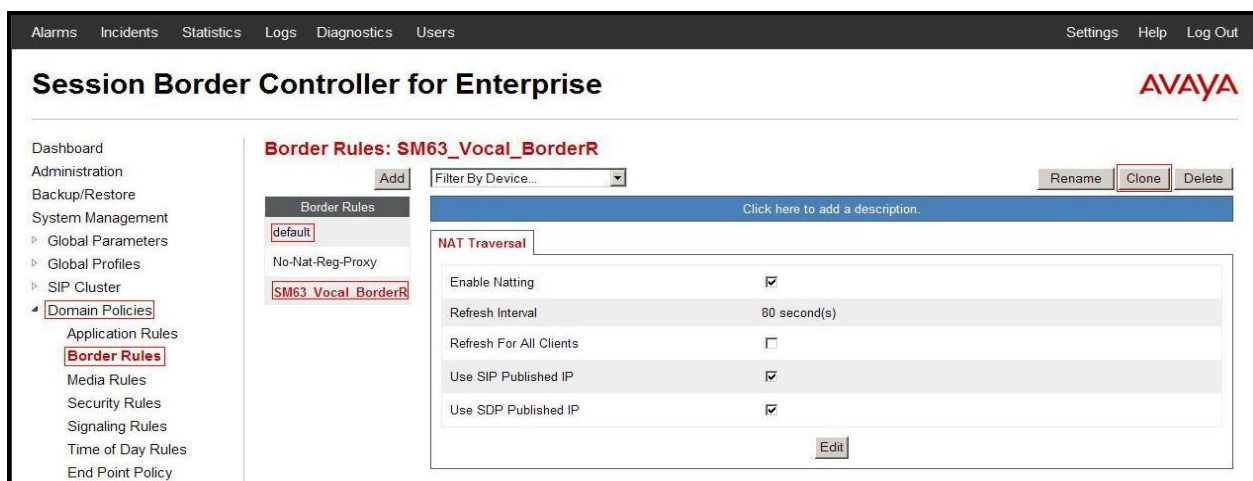 Alarms Incidents Statistics Logs Diagnostics Users Settings Help Log Out
Session Border Controller for Enterprise
AVAYA
Dashboard
Administration
Backup/Restore
System Management
Global Parameters
Global Profiles
SIP Cluster
Domain Policies
Application Rules
Border Rules
Media Rules
Security Rules
Signaling Rules
Time of Day Rules
End Point Policy
Border Rules: SM63_Vocal_BorderR
Add
Filter By Device...
Rename Clone Delete
Border Rules
default
No-Nat-Reg-Proxy
SM63_Vocal_BorderR
Click here to add a description.
NAT Traversal
Enable Natting
Refresh Interval 80 second(s)
Refresh For All Clients
Use SIP Published IP
Use SDP Published IP
Edit